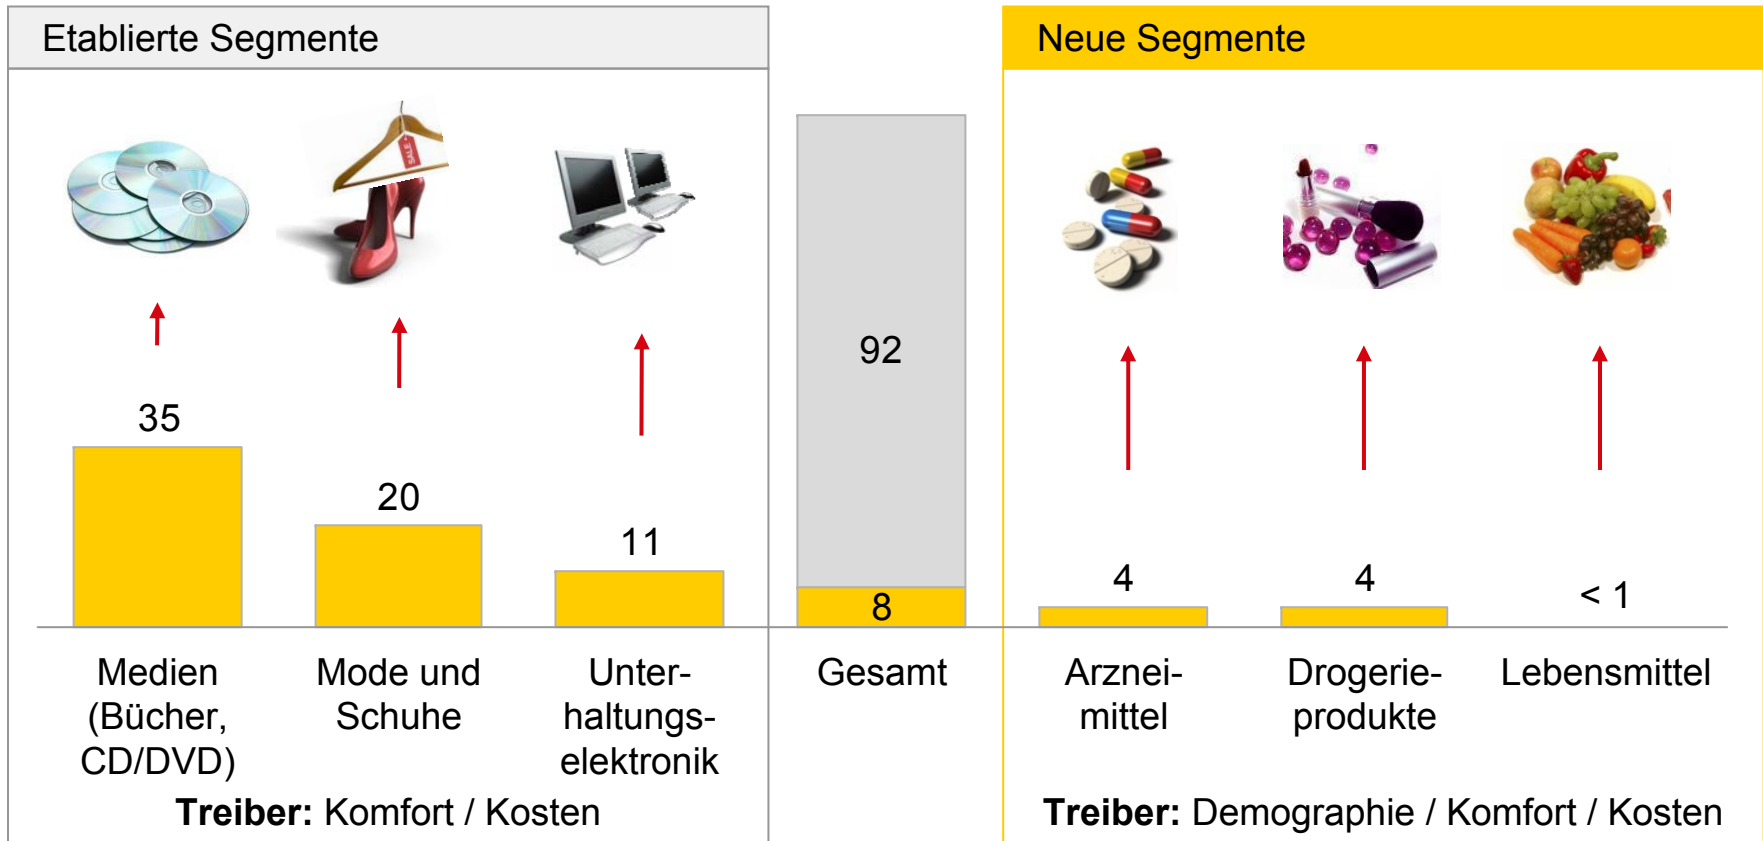 Etablierte Segmente
Neue Segmente
SALE
35
20
11
92
8
4
4
< 1
Medien
(Bücher,
CD/DVD)
Mode und
Schuhe
Unter-
haltungs-
elektronik
Gesamt
Arznei-
mittel
Drogerie-
produkte
Lebensmittel
Treiber: Komfort / Kosten
Treiber: Demographie / Komfort / Kosten